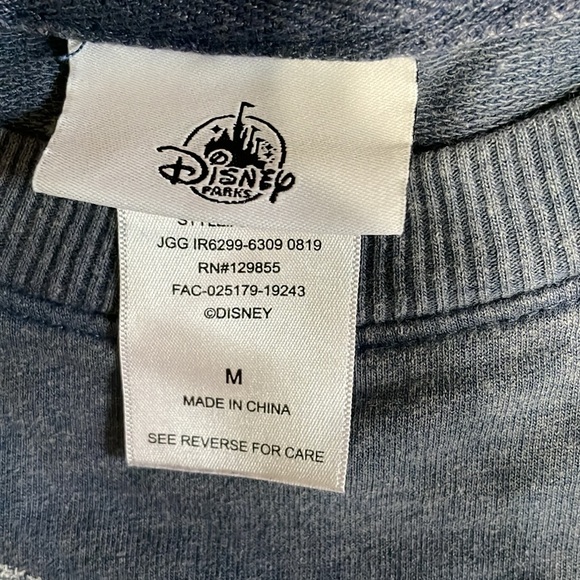 Disney
PARKS
JGG IR6299-6309 0819
RN#129855
FAC-025179-19243
©DISNEY
M
MADE IN CHINA
SEE REVERSE FOR CARE